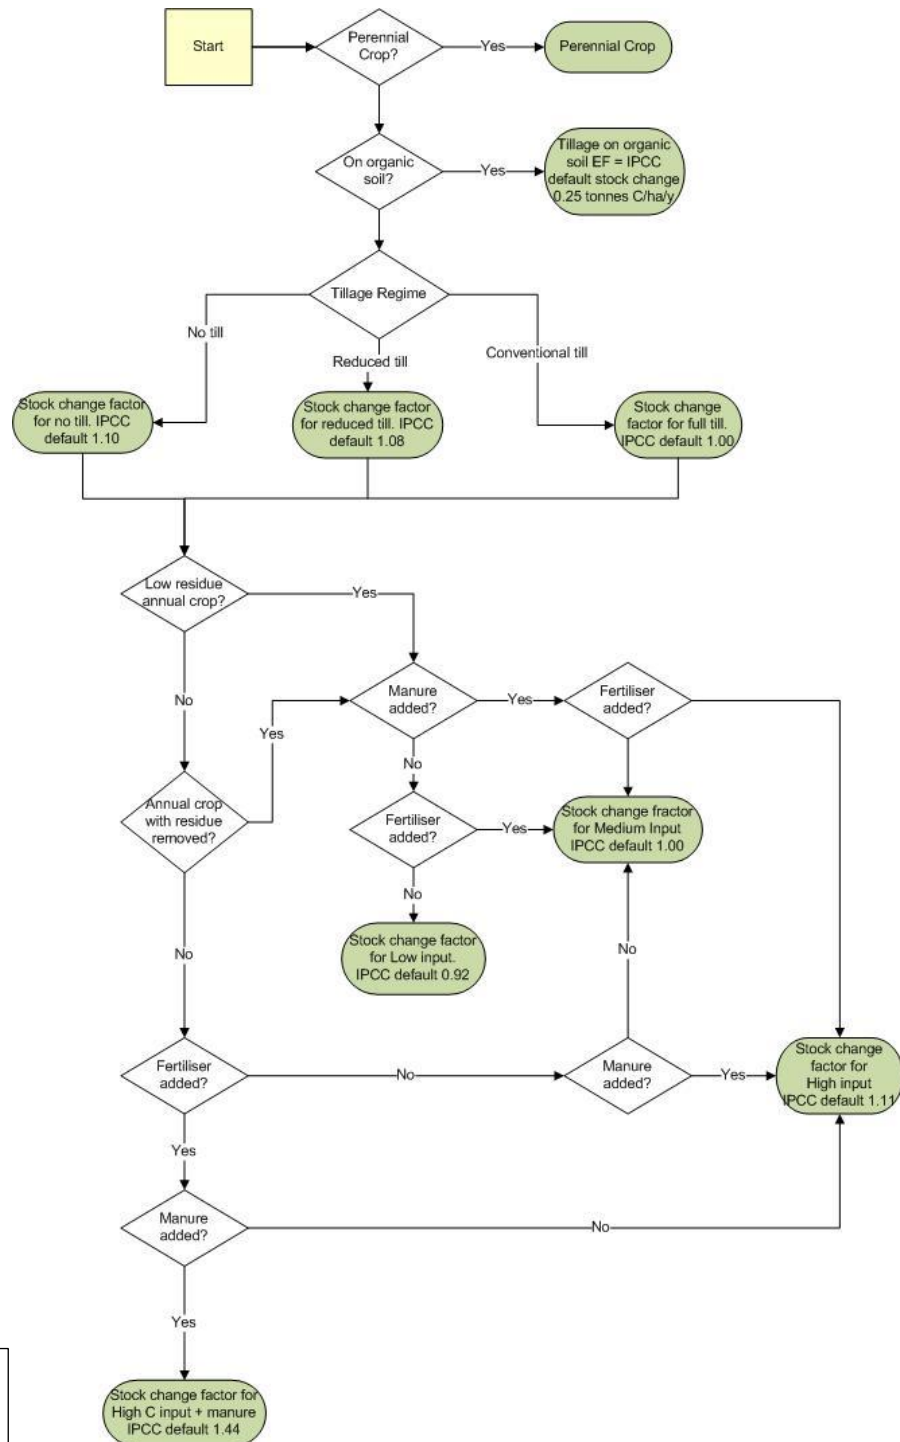 Start
Perennial
Crop?
Yes
Perennial Crop
On organic
soil?
Yes
Tillage on organic
soil EF = IPCC
default stock change
0.25 tonnes C/ha/y
Tillage Regime
No till
Reduced till
Conventional till
Stock change factor
for no till. IPCC
default 1.10
Stock change factor
for reduced till. IPCC
default 1.08
Stock change
factor for full till.
IPCC default 1.00
Low residue
annual crop?
Yes
No
Manure
added?
Yes
Fertiliser
added?
Yes
No
Annual crop
with residue
removed?
Fertiliser
added?
Yes
Stock change fractor
for Medium Input
IPCC default 1.00
No
Stock change factor
for Low input.
IPCC default 0.92
No
No
Fertiliser
added?
No
Manure
added?
Yes
Stock change
factor for
High input
IPCC default 1.11
Yes
Manure
added?
No
Yes
Stock change factor for
High C input + manure
IPCC default 1.44